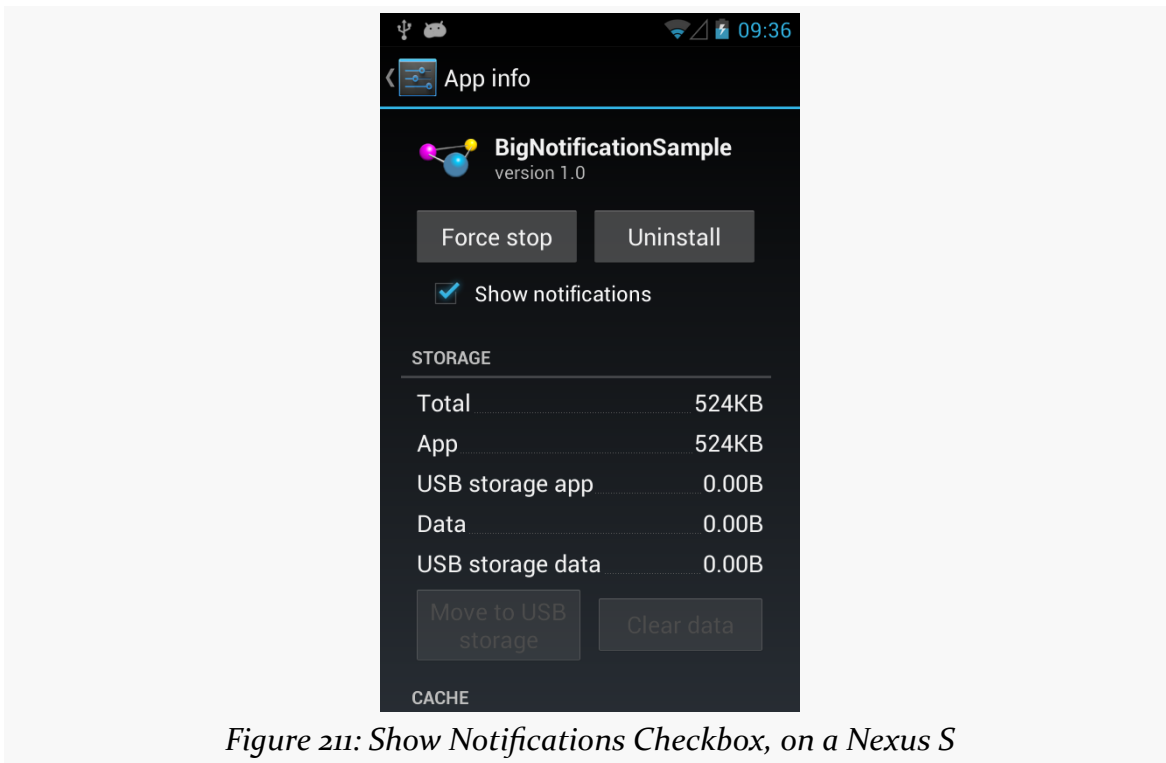 09:36
App info
BigNotificationSample
version 1.0
Force stop Uninstall
Show notifications
STORAGE
Total 524KB
App 524KB
USB storage app 0.00B
Data 0.00B
USB storage data 0.00B
Move to USB
storage
Clear data
CACHE
Figure 211: Show Notifications Checkbox, on a Nexus S